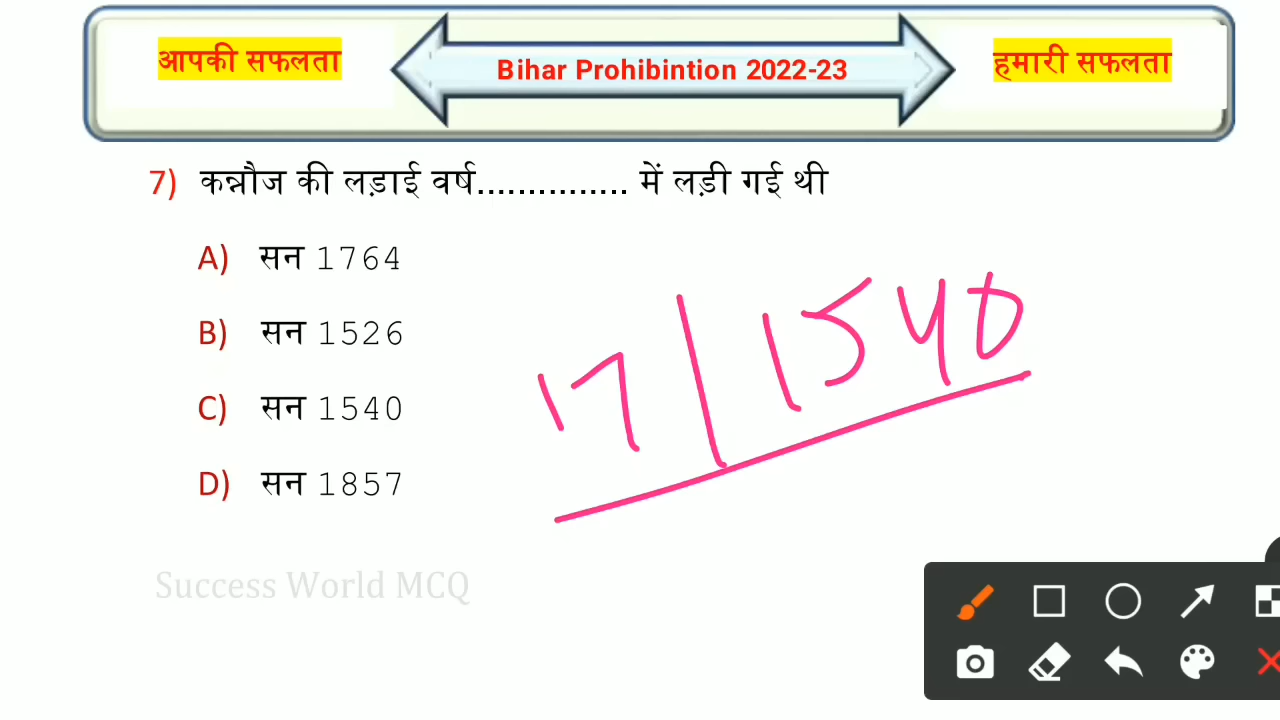 आपकी सफलता
Bihar Prohibintion 2022-23
हमारी सफलता
7) कन्नौज की लड़ाई वर्ष............... में लड़ी गई थी
A) सन 1764
B) सन 1526
C) सन 1540
D) सन 1857
17 | 1540
Success World MCQ